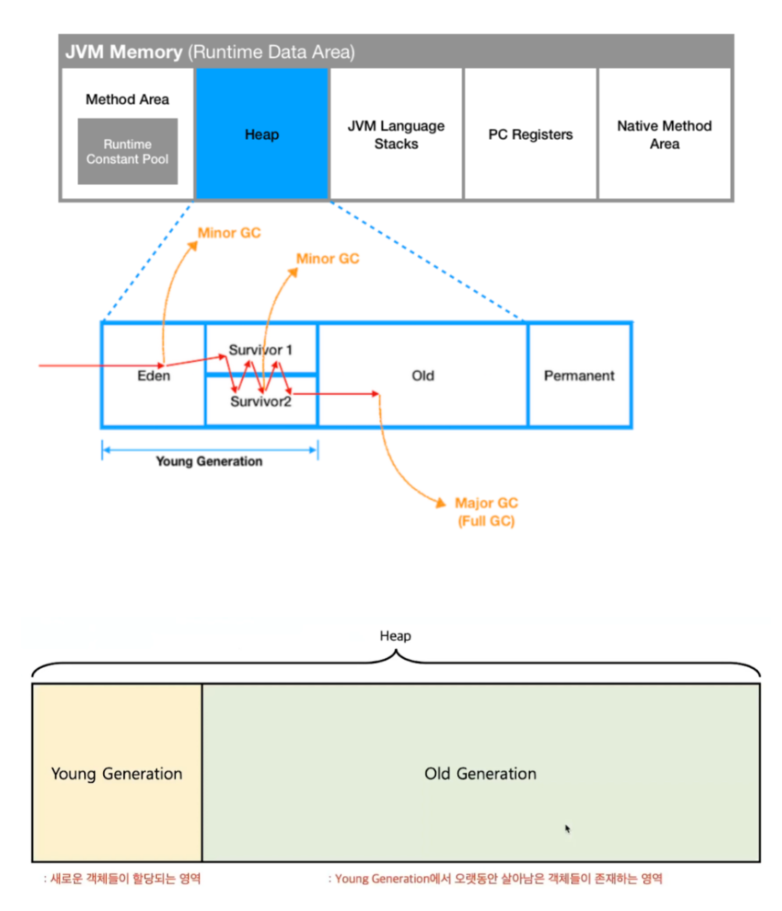 JVM Memory (Runtime Data Area)
Method Area
Runtime
Constant Pool
Heap
JVM Language
Stacks
PC Registers
Native Method
Area
Minor GC
Minor GC
Eden
Survivor 1
Survivor2
Old
Permanent
Young Generation
Major GC
(Full GC)
Heap
Young Generation
Old Generation
: 새로운 객체들이 할당되는 영역
: Young Generation에서 오랫동안 살아남은 객체들이 존재하는 영역